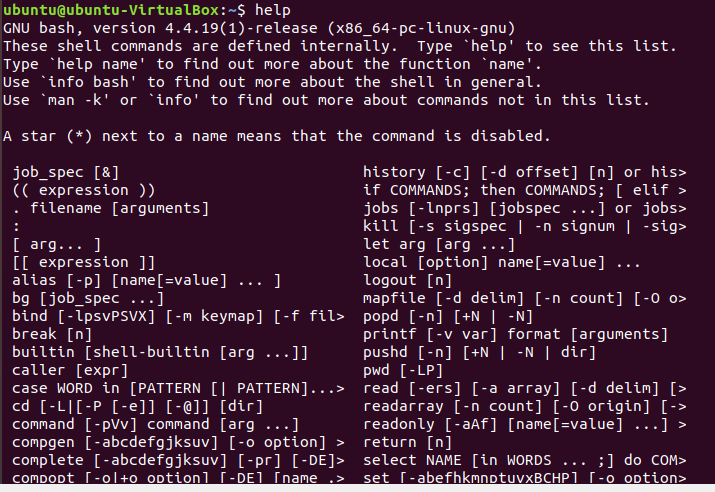 ubuntu@ubuntu-VirtualBox:~$ help
GNU bash, version 4.4.19(1)-release (x86_64-pc-linux-gnu)
These shell commands are defined internally.  Type `help' to see this list.
Type `help name' to find out more about the function `name'.
Use `info bash' to find out more about the shell in general.
Use `man -k' or `info' to find out more about commands not in this list.

A star (*) next to a name means that the command is disabled.

 job_spec [&]                            history [-c] [-d offset] [n] or his>
 (( expression ))                        if COMMANDS; then COMMANDS; [ elif >
 . filename [arguments]                  jobs [-lnprs] [jobspec ...] or jobs>
 :                                       kill [-s sigspec | -n signum | -sig>
 [ arg... ]                              let arg [arg ...]
 [[ expression ]]                        local [option] name[=value] ...
 alias [-p] [name[=value] ... ]          logout [n]
 bg [job_spec ...]                       mapfile [-d delim] [-n count] [-O o>
 bind [-lpsvPSVX] [-m keymap] [-f fil>   popd [-n] [+N | -N]
 break [n]                               printf [-v var] format [arguments]
 builtin [shell-builtin [arg ...]]       pushd [-n] [+N | -N | dir]
 caller [expr]                           pwd [-LP]
 case WORD in [PATTERN [| PATTERN]...>   read [-ers] [-a array] [-d delim] [>
 cd [-L|[-P [-e]] [-@]] [dir]            readarray [-n count] [-O origin] [->
 command [-pVv] command [arg ...]        readonly [-aAf] [name[=value] ...] >
 compgen [-abcdefgjksuv] [-o option] >   return [n]
 complete [-abcdefgjksuv] [-pr] [-DE]>   select NAME [in WORDS ... ;] do COM>
 compopt [-o|+o option] [-DE] [name .>   set [-abefhkmnptuvxBCHP] [-o option>